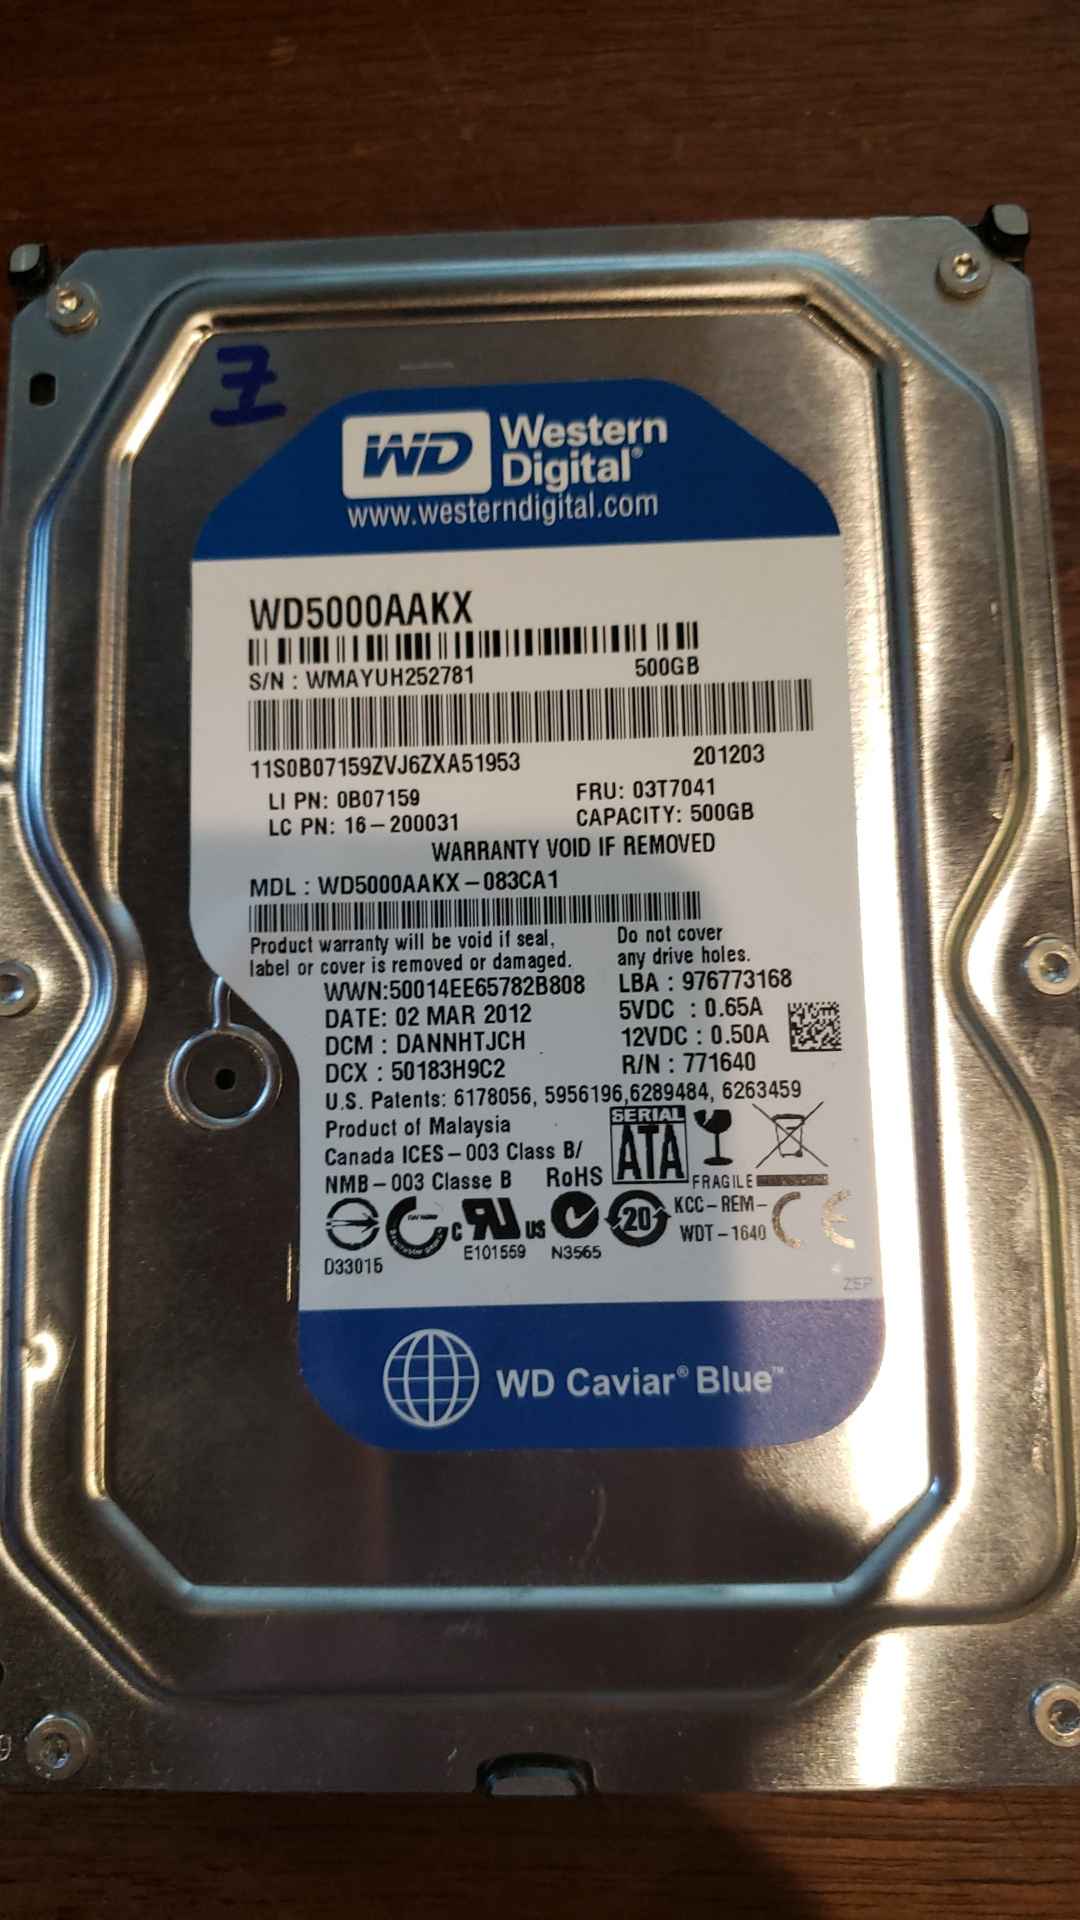 WD Western
Digital®
www.westerndigital.com
WD5000AAKX
S/N : WMAYUH252781 500GB
11S0B07159ZVJ6ZXA51953 201203
LI PN: 0B07159 FRU: 03T7041
LC PN: 16-200031 CAPACITY: 500GB
WARRANTY VOID IF REMOVED
MDL : WD5000AAKX-083CA1
Product warranty will be void if seal,
label or cover is removed or damaged.
Do not cover
any drive holes.
WWN:50014EE65782B808 LBA : 976773168
DATE: 02 MAR 2012 5VDC : 0.65A
DCM : DANNHTJCH 12VDC : 0.50A
DCX : 50183H9C2 R/N : 771640
U.S. Patents: 6178056, 5956196,6289484, 6263459
Product of Malaysia
Canada ICES-003 Class B/
NMB-003 Classe B RoHS
SERIAL
ATA
FRAGILE
c RU US
20
KCC-REM-
WDT-1640
CE
D33015 E101559 N3565
ZEP
WD Caviar® Blue™